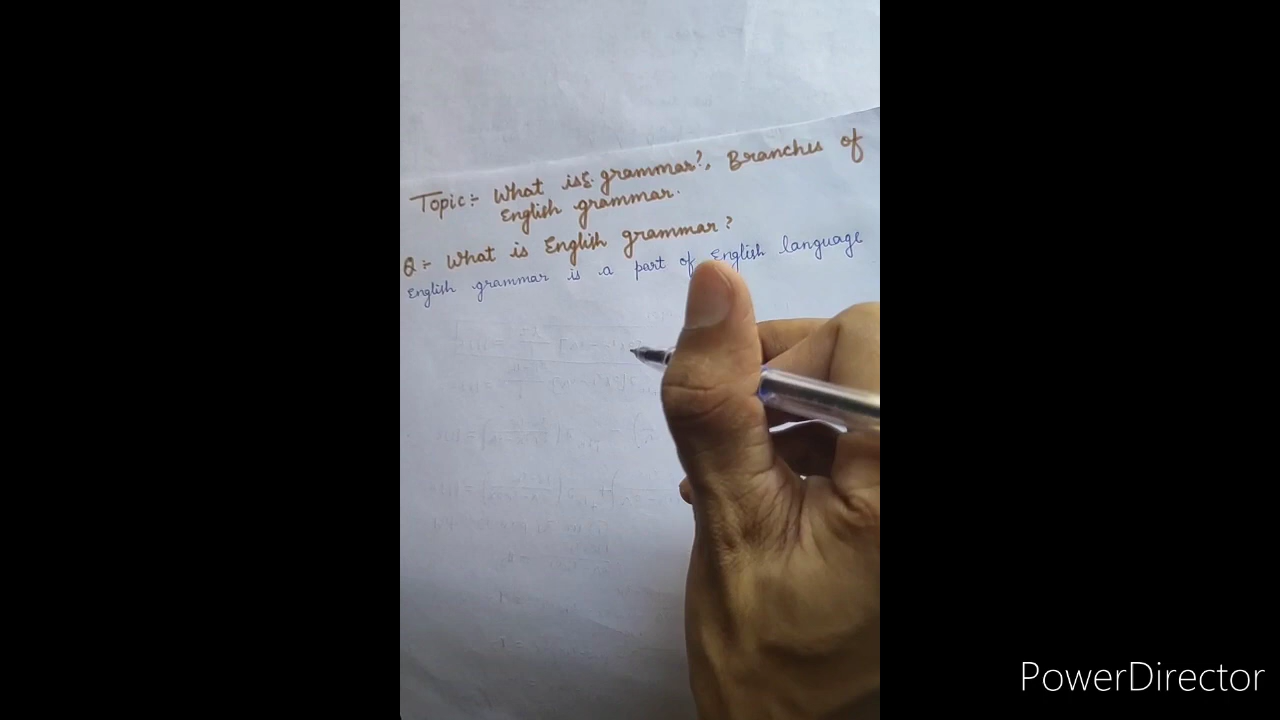 Topic:- What is E. grammar?, Branches of
English grammar.
Q:- What is English grammar?
English grammar is a part of English language
PowerDirector